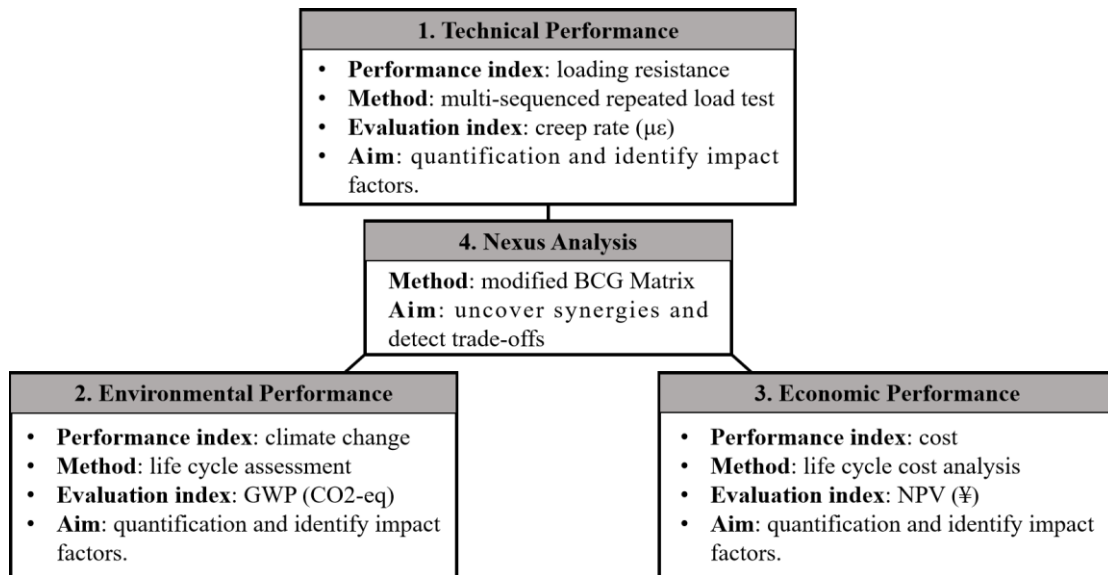 1. Technical Performance
• Performance index: loading resistance
• Method: multi-sequenced repeated load test
• Evaluation index: creep rate (με)
• Aim: quantification and identify impact
factors.
4. Nexus Analysis
Method: modified BCG Matrix
Aim: uncover synergies and
detect trade-offs
2. Environmental Performance
• Performance index: climate change
• Method: life cycle assessment
• Evaluation index: GWP (CO2-eq)
• Aim: quantification and identify impact
factors.
3. Economic Performance
• Performance index: cost
• Method: life cycle cost analysis
• Evaluation index: NPV (¥)
• Aim: quantification and identify impact
factors.